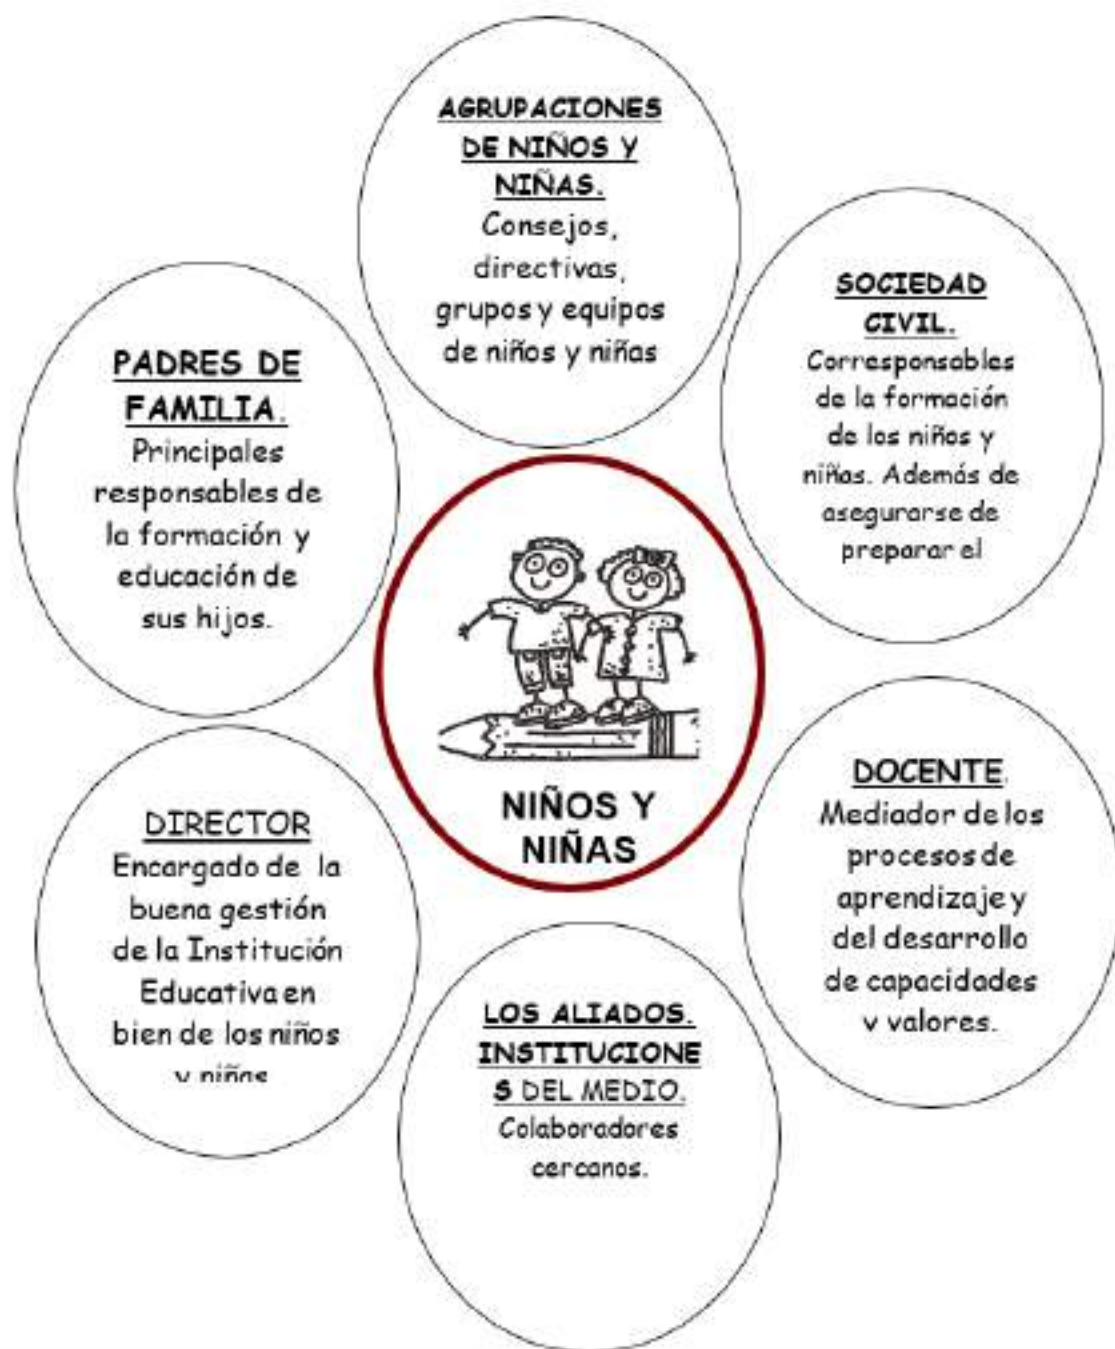 AGRUPACIONES
DE NIÑOS Y
NIÑAS.
Consejos,
directivas,
grupos y equipos
de niños y niñas
SOCIEDAD
CIVIL.
Corresponsables
de la formación
de los niños y
niñas. Además de
asegurarse de
preparar el
PADRES DE
FAMILIA.
Principales
responsables de
la formación y
educación de
sus hijos.
NIÑOS Y
NIÑAS
DOCENTE.
Mediador de los
procesos de
aprendizaje y
del desarrollo
de capacidades
y valores.
DIRECTOR
Encargado de la
buena gestión
de la Institución
Educativa en
bien de los niños
y niñas
LOS ALIADOS.
INSTITUCIONE
S DEL MEDIO.
Colaboradores
cercanos.